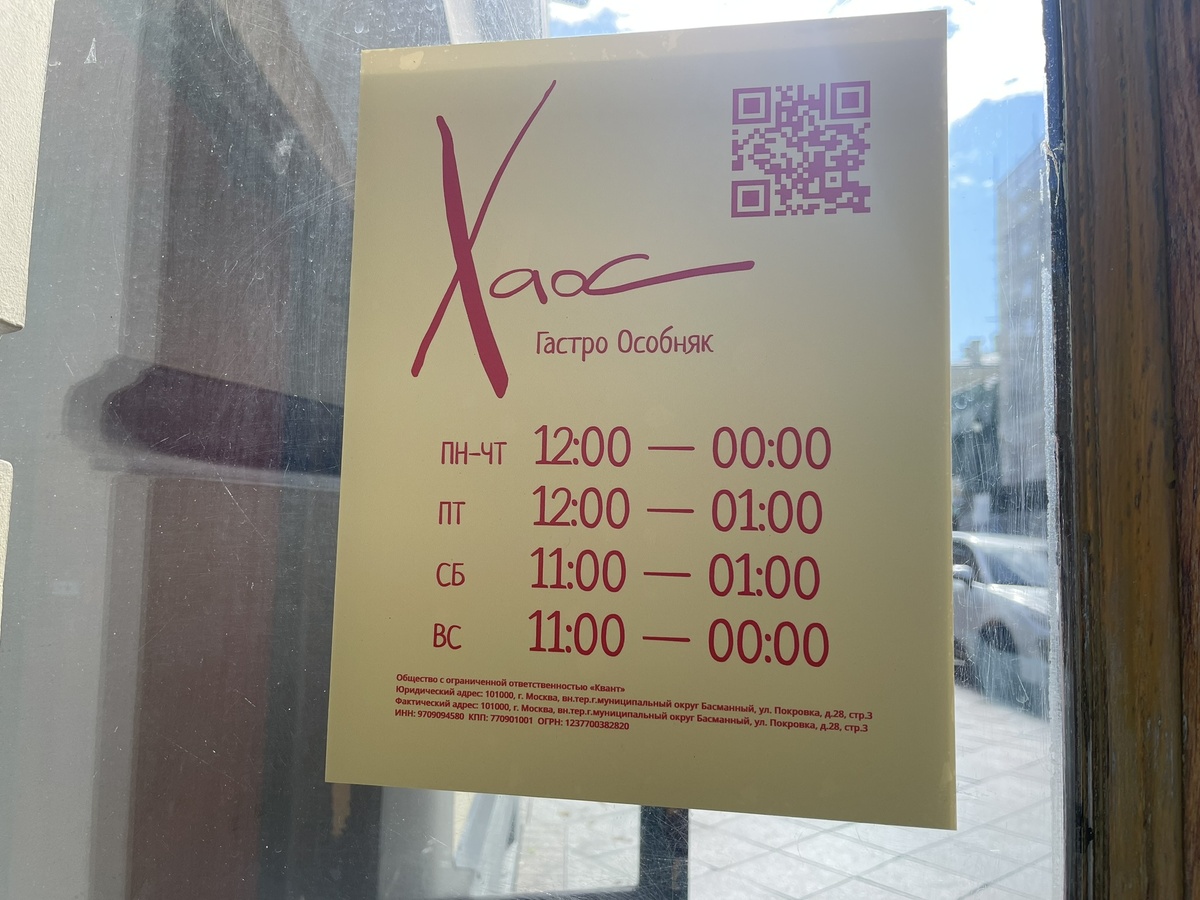 Хаос
Гастро Особняк
ПН-ЧТ 12:00 — 00:00
ПТ 12:00 — 01:00
СБ 11:00 — 01:00
ВС 11:00 — 00:00
Общество с ограниченной ответственностью «Квант»
Юридический адрес: 101000, г. Москва, вн.тер.г.муниципальный округ Басманный, ул. Покровка, д.28, стр.3
Фактический адрес: 101000, г. Москва, вн.тер.г.муниципальный округ Басманный, ул. Покровка, д.28, стр.3
ИНН: 9709094580 КПП: 770901001 ОГРН: 1237700382820